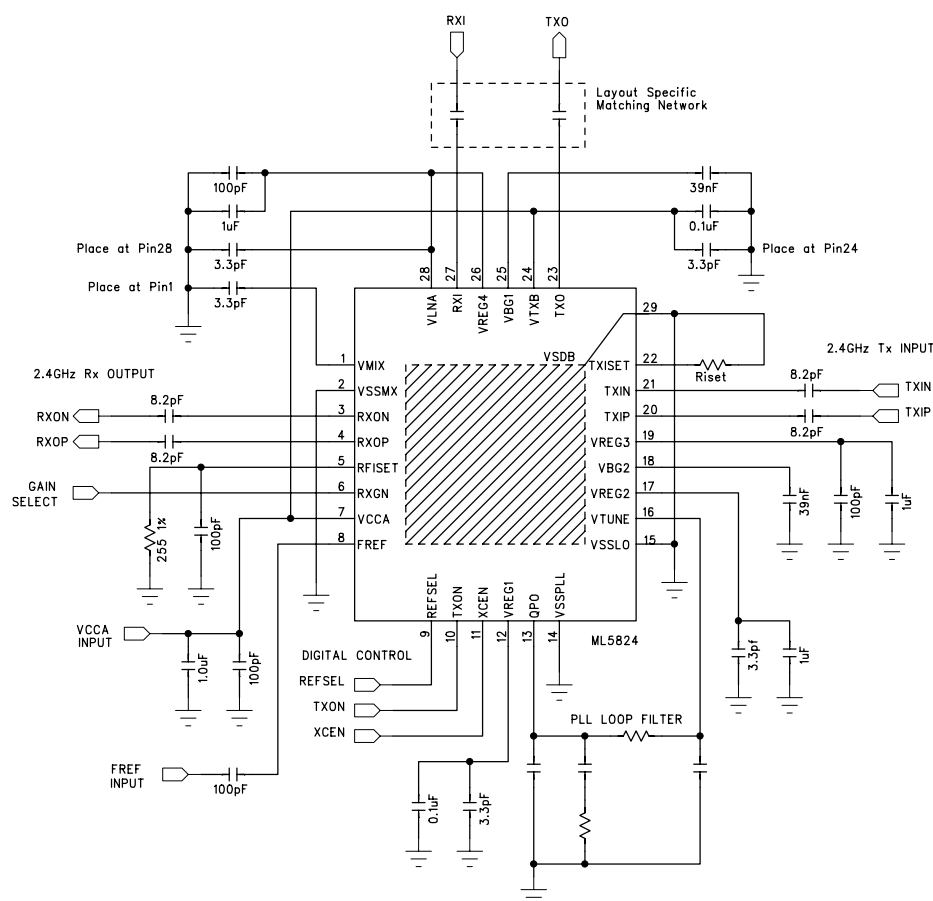 RXI
TXO
Layout Specific
Matching Network
100pF
39nF
1uF
0.1uF
Place at Pin28
3.3pF
3.3pF
Place at Pin24
Place at Pin1
3.3pF
28
27
26
25
24
23
VLNA
RXI
VREG4
VBG1
VTXB
TXO
29
VSDB
1
VMIX
TXISET
22
Riset
2.4GHz Tx INPUT
2.4GHz Rx OUTPUT
2
VSSMX
TXIN
21
8.2pF
TXIN
RXON
8.2pF
3
RXON
TXIP
20
8.2pF
TXIP
RXOP
8.2pF
4
RXOP
VREG3
19
5
RFISET
VBG2
18
GAIN
SELECT
6
RXGN
VREG2
17
7
VCCA
VTUNE
16
8
FREF
VSSLO
15
255 1%
100pF
39nF
100pF
1uF
REFSEL
TXON
XCEN
VREG1
QPO
VSSPLL
9
10
11
12
13
14
ML5824
VCCA
INPUT
1.0uF
100pF
3.3pf
1uF
DIGITAL CONTROL
REFSEL
TXON
XCEN
PLL LOOP FILTER
FREF
INPUT
100pF
0.1uF
3.3pF